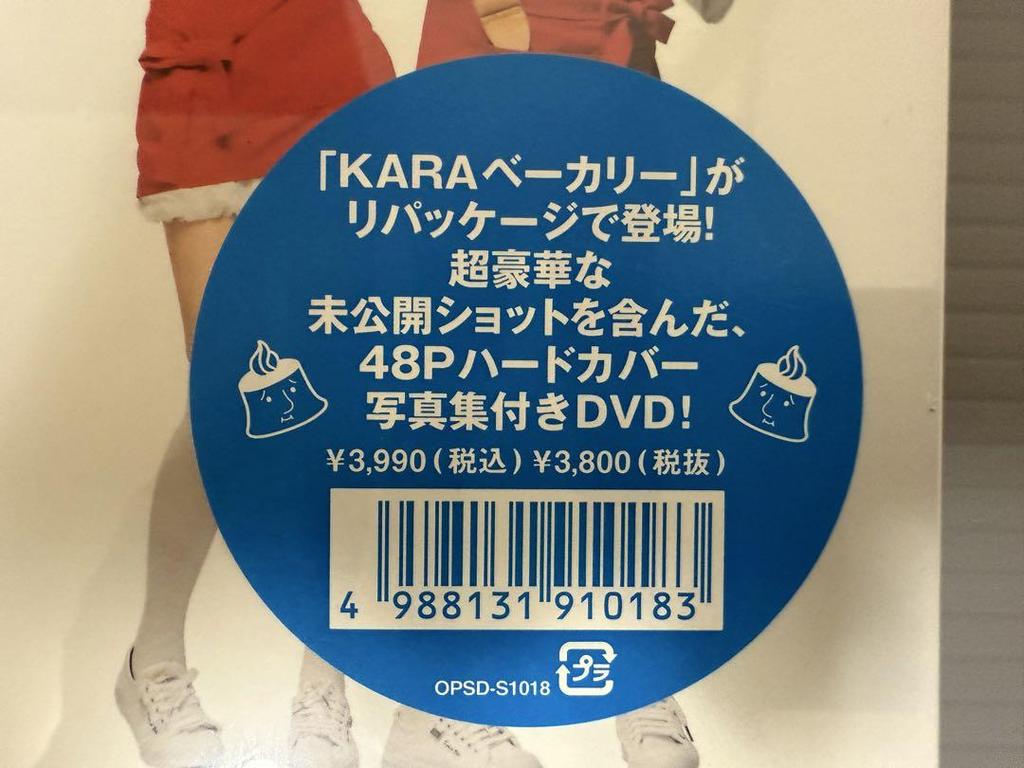 「KARAベーカリー」が
リパッケージで登場!
超豪華な
未公開ショットを含んだ、
48Pハードカバー
写真集付きDVD!
¥3,990(税込)¥3,800(税抜)
4 988131 910183
OPSD-S1018 プラ